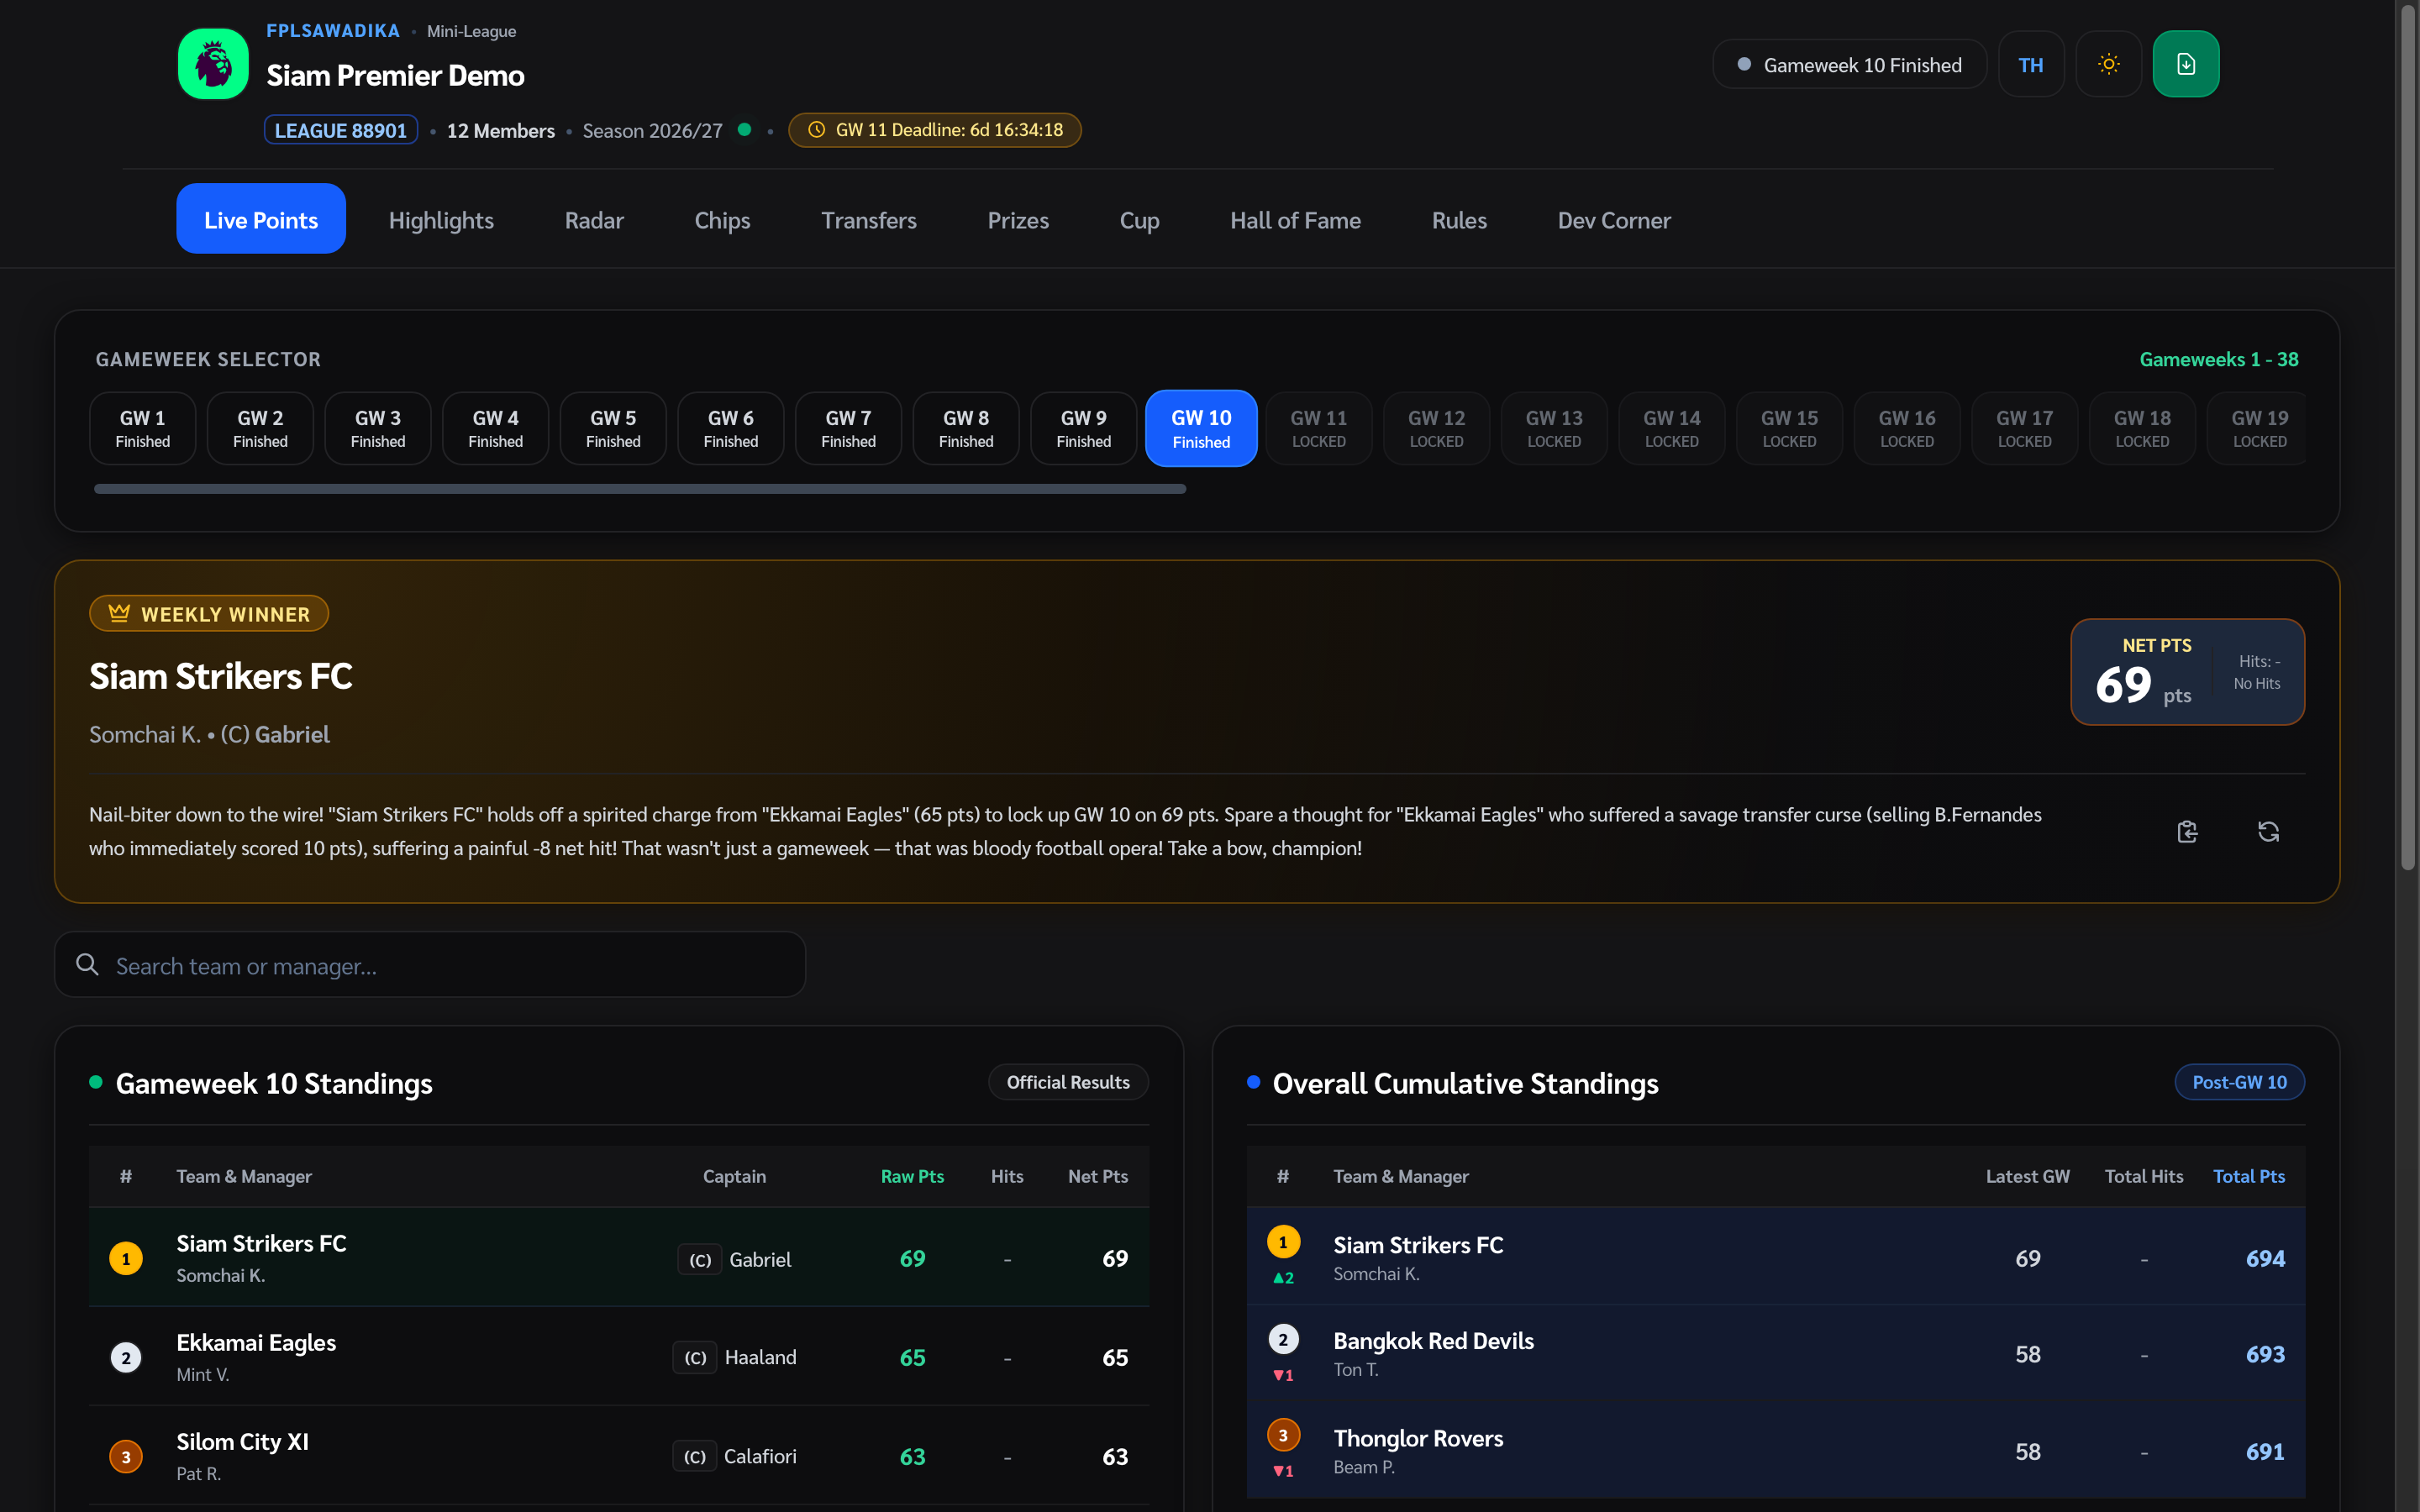 FPLSAWADIKA • Mini-League
Siam Premier Demo
LEAGUE 88901 • 12 Members • Season 2026/27 • GW 11 Deadline: 6d 16:34:18
Gameweek 10 Finished
TH
Live Points Highlights Radar Chips Transfers Prizes Cup Hall of Fame Rules Dev Corner
GAMEWEEK SELECTOR
Gameweeks 1 - 38
GW 1 GW 2 GW 3 GW 4 GW 5 GW 6 GW 7 GW 8 GW 9 GW 10 GW 11 GW 12 GW 13 GW 14 GW 15 GW 16 GW 17 GW 18 GW 19
Finished Finished Finished Finished Finished Finished Finished Finished Finished Finished LOCKED LOCKED LOCKED LOCKED LOCKED LOCKED LOCKED LOCKED LOCKED
WEEKLY WINNER
Siam Strikers FC
Somchai K. • (C) Gabriel
NET PTS
69 pts
Hits: -
No Hits
Nail-biter down to the wire! "Siam Strikers FC" holds off a spirited charge from "Ekkamai Eagles" (65 pts) to lock up GW 10 on 69 pts. Spare a thought for "Ekkamai Eagles" who suffered a savage transfer curse (selling B.Fernandes
who immediately scored 10 pts), suffering a painful -8 net hit! That wasn't just a gameweek — that was bloody football opera! Take a bow, champion!
Search team or manager...
Gameweek 10 Standings
Official Results
# Team & Manager Captain Raw Pts Hits Net Pts
1 Siam Strikers FC (C) Gabriel 69 - 69
Somchai K.
2 Ekkamai Eagles (C) Haaland 65 - 65
Mint V.
3 Silom City XI (C) Calafiori 63 - 63
Pat R.
Overall Cumulative Standings
Post-GW 10
# Team & Manager Latest GW Total Hits Total Pts
1 Siam Strikers FC 69 - 694
▲2 Somchai K.
2 Bangkok Red Devils 58 - 693
▼1 Ton T.
3 Thonglor Rovers 58 - 691
▼1 Beam P.